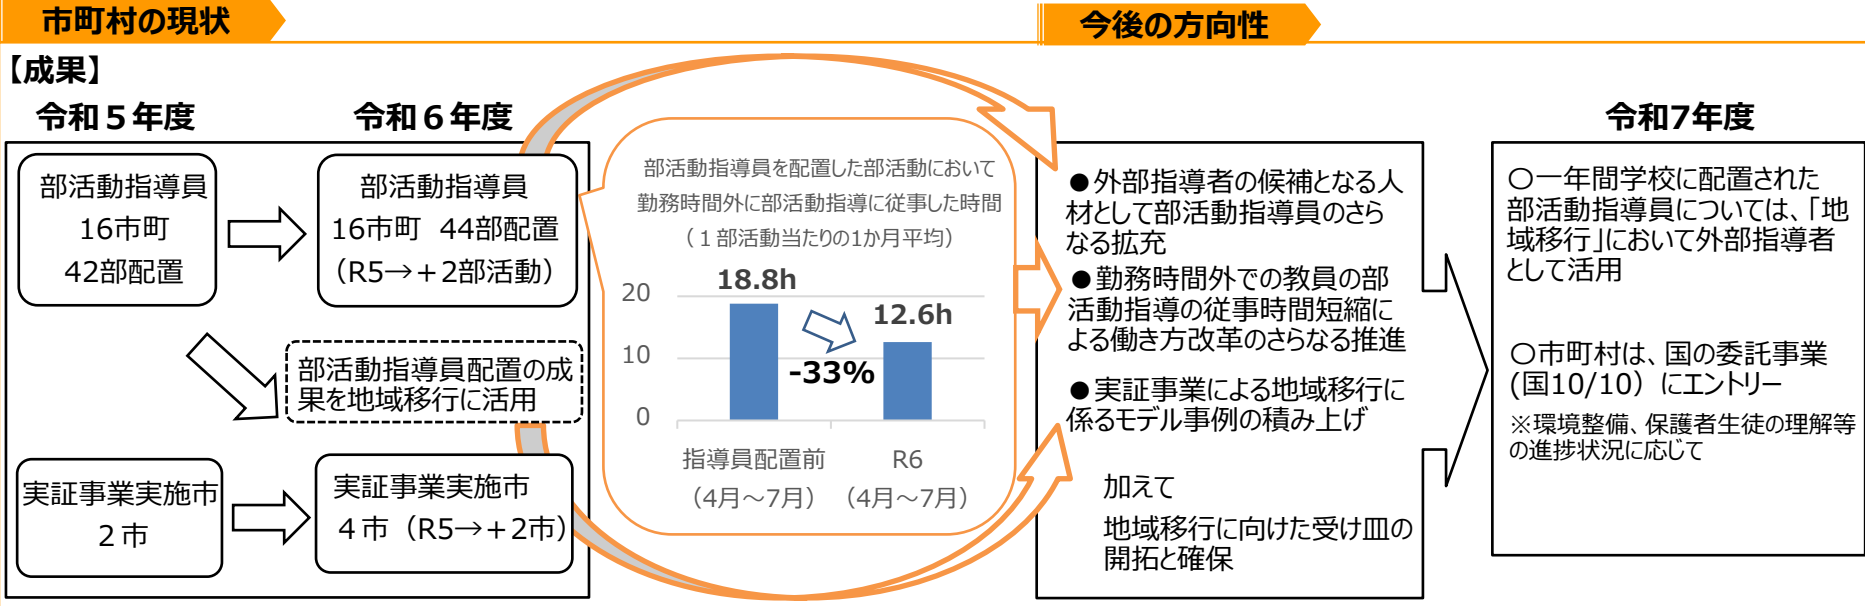 市町村の現状
今後の方向性
【成果】
令和５年度
令和６年度
部活動指導員
16市町
42部配置
部活動指導員
16市町 44部配置
（R5→＋2部活動）
部活動指導員配置の成
果を地域移行に活用
実証事業実施市
２市
実証事業実施市
４市（R5→＋2市）
部活動指導員を配置した部活動において
勤務時間外に部活動指導に従事した時間
（１部活動当たりの1か月平均）
20
10
0
18.8h
12.6h
-33%
指導員配置前
（4月～7月）
R6
（4月～7月）
●外部指導者の候補となる人
材として部活動指導員のさら
なる拡充
●勤務時間外での教員の部
活動指導の従事時間短縮に
よる働き方改革のさらなる推進
●実証事業による地域移行に
係るモデル事例の積み上げ
加えて
地域移行に向けた受け皿の
開拓と確保
令和7年度
〇一年間学校に配置された
部活動指導員については、「地
域移行」において外部指導者
として活用
〇市町村は、国の委託事業
(国10/10）にエントリー
※環境整備、保護者生徒の理解等
の進捗状況に応じて